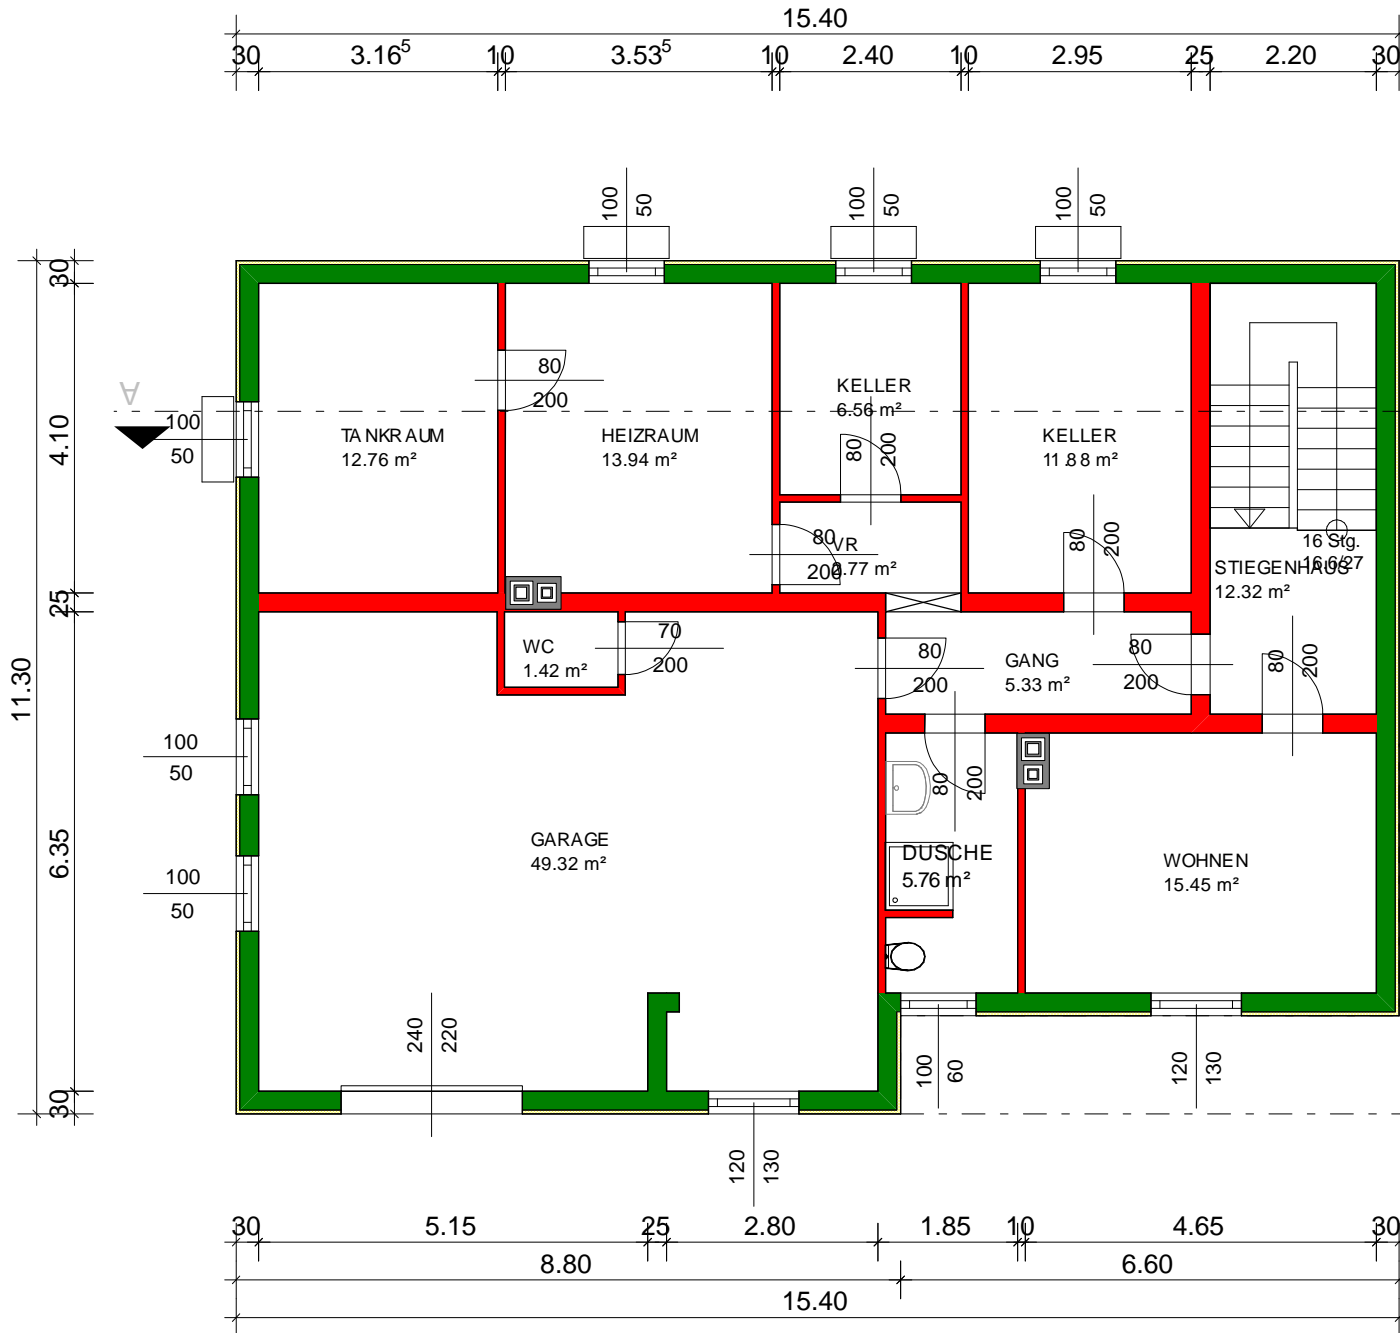 15.40
30 3.16⁵ 10 3.53⁵ 10 2.40 10 2.95 25 2.20 30
100 50
100 50
100 50
30
4.10
25
6.35
30
11.30
A
100
50
80
200
TANKRAUM
12.76 m²
HEIZRAUM
13.94 m²
KELLER
6.56 m²
80 200
KELLER
11.88 m²
80 200
80
200
VR
2.77 m²
16 Stg.
16.6/27
STIEGENHAUS
12.32 m²
WC
1.42 m²
70
200
80
200
GANG
5.33 m²
80
200
80 200
100
50
80 200
GARAGE
49.32 m²
DUSCHE
5.76 m²
WOHNEN
15.45 m²
100
50
240 220
100 60
120 130
120 130
30 5.15 25 2.80 1.85 10 4.65 30
8.80 6.60
15.40